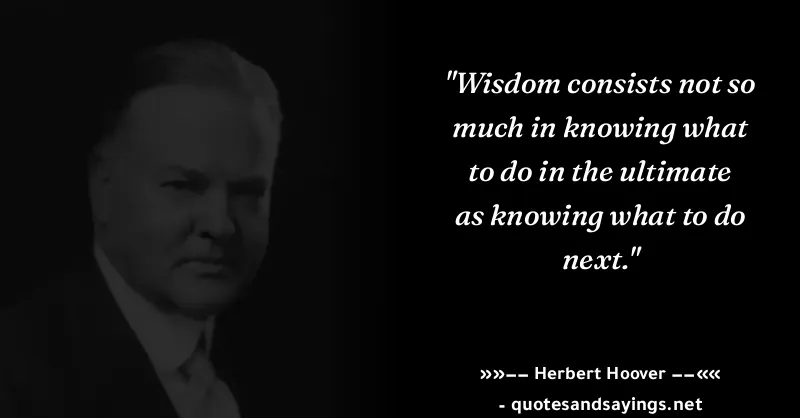 "Wisdom consists not so
much in knowing what
to do in the ultimate
as knowing what to do
next."
»»–– Herbert Hoover ––««
- quotesandsayings.net